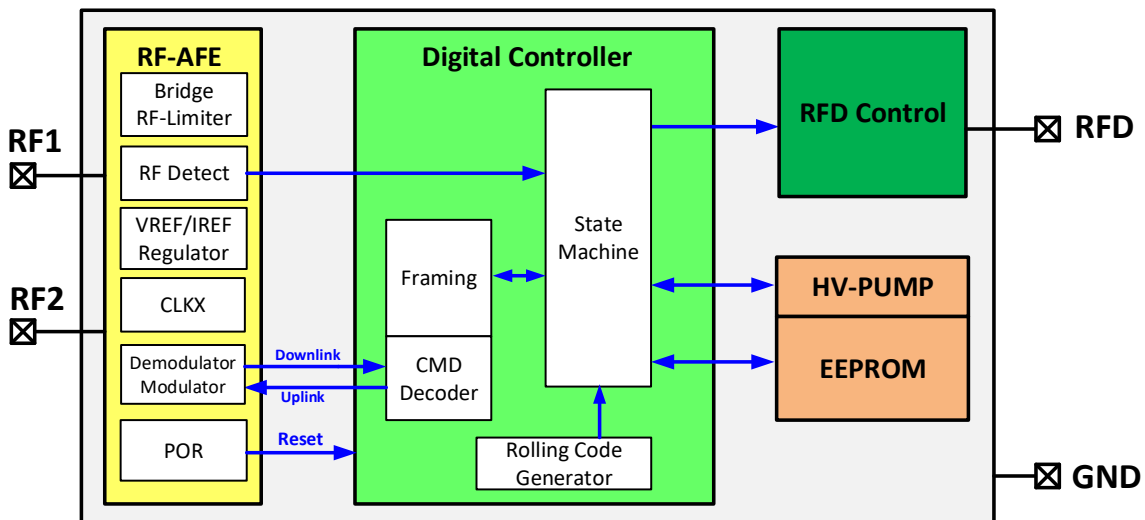 RF-AFE
Bridge
RF-Limiter
RF Detect
VREF/IREF
Regulator
CLKX
Demodulator
Modulator
POR
RF1
RF2
Downlink
Uplink
Reset
Digital Controller
Framing
CMD
Decoder
State
Machine
Rolling Code
Generator
RFD Control
HV-PUMP
EEPROM
RFD
GND